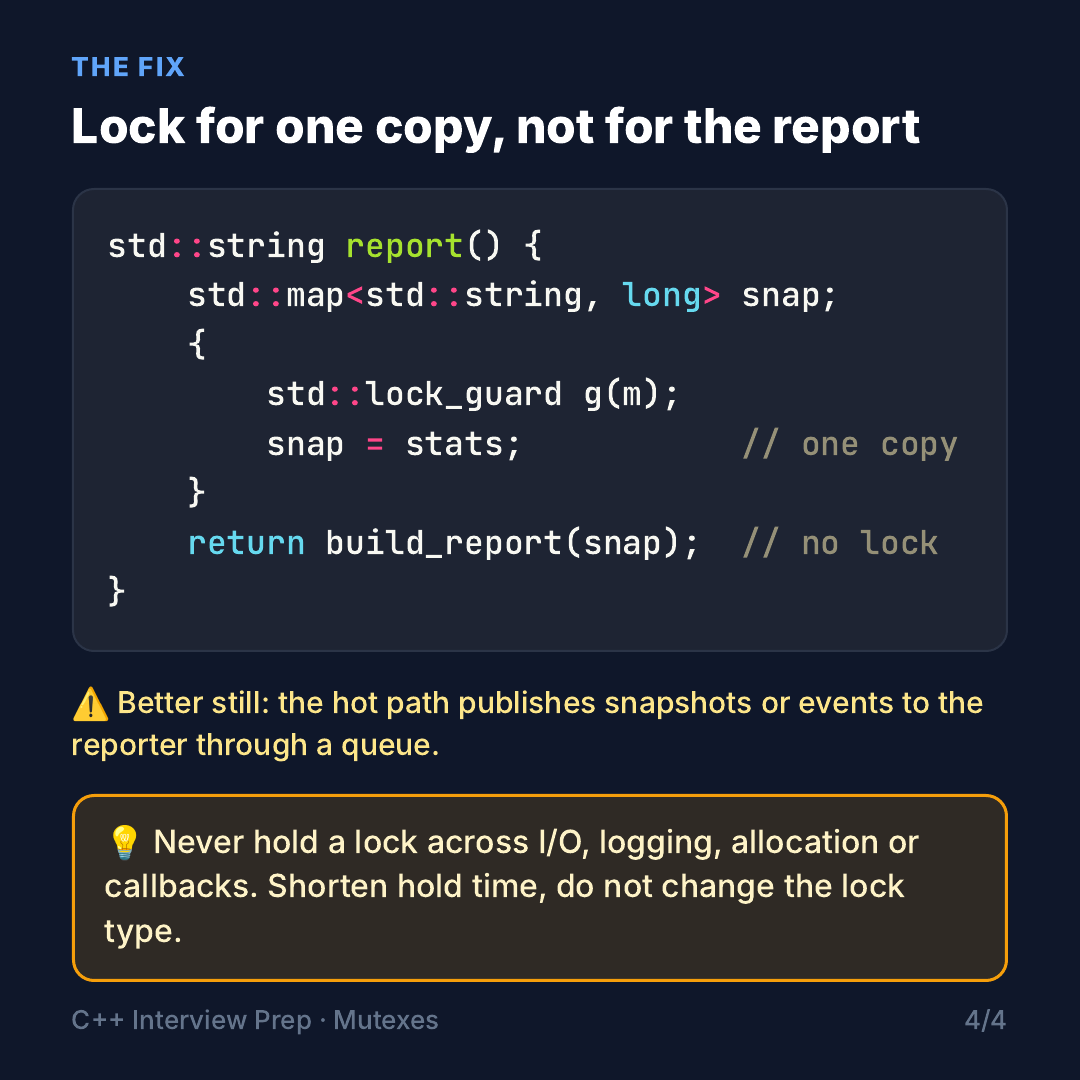 THE FIX
Lock for one copy, not for the report
std::string report() {
    std::map<std::string, long> snap;
    {
        std::lock_guard g(m);
        snap = stats;           // one copy
    }
    return build_report(snap);  // no lock
}
⚠️ Better still: the hot path publishes snapshots or events to the
reporter through a queue.
💡 Never hold a lock across I/O, logging, allocation or
callbacks. Shorten hold time, do not change the lock
type.
C++ Interview Prep · Mutexes
4/4